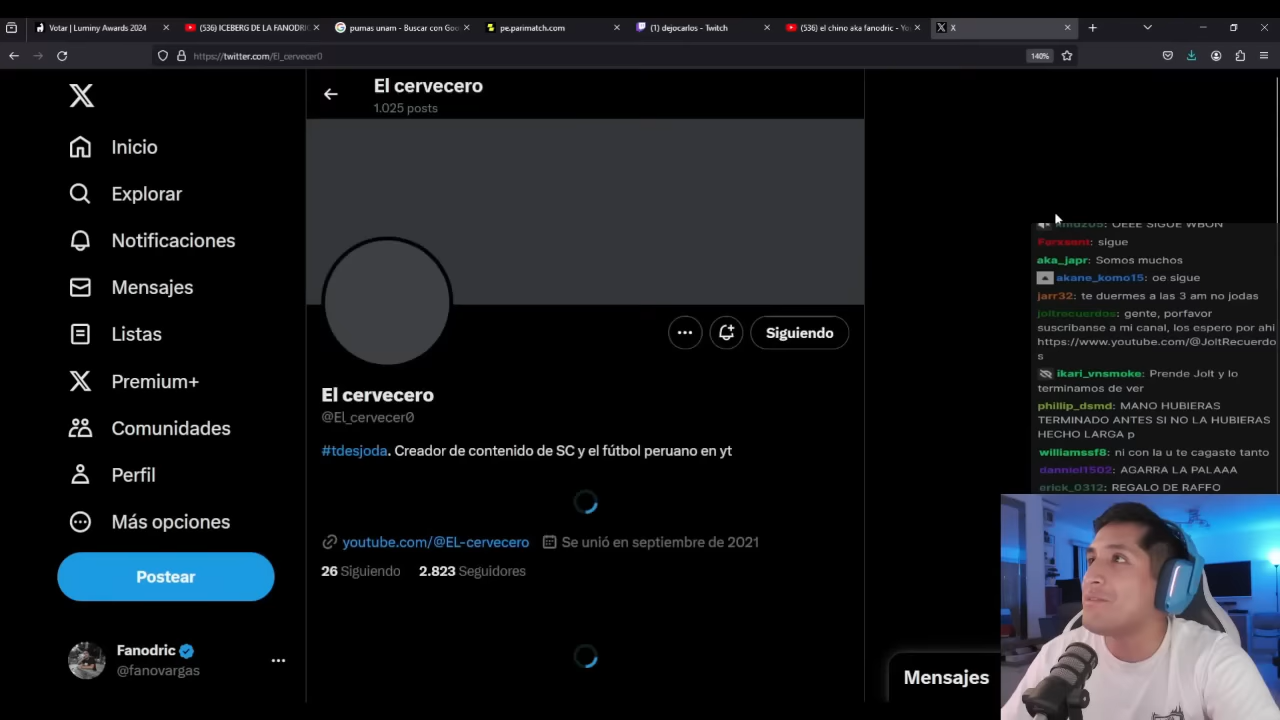 Votar | Luminy Awards 2024
(536) ICEBERG DE LA FANODRIC
pumas unam - Buscar con Goo
pe.parimatch.com
(1) dejocarlos - Twitch
(536) el chino aka fanodric - Yo
X
https://twitter.com/El_cervecer0
140%
El cervecero
1.025 posts
Inicio
Explorar
Notificaciones
Mensajes
Listas
Premium+
Comunidades
Perfil
Más opciones
Postear
Fanodric
@fanovargas
Siguiendo
El cervecero
@El_cervecer0
#tdesjoda. Creador de contenido de SC y el fútbol peruano en yt
youtube.com/@EL-cervecero Se unió en septiembre de 2021
26 Siguiendo 2.823 Seguidores
OEEE SIGUE WBON
Farxsant: sigue
aka_japr: Somos muchos
akane_komo15: oe sigue
jarr32: te duermes a las 3 am no jodas
joltrecuerdos: gente, porfavor
suscríbanse a mi canal, los espero por ahi
https://www.youtube.com/@JoltRecuerdo
s
ikari_vnsmoke: Prende Jolt y lo
terminamos de ver
phillip_dsmd: MANO HUBIERAS
TERMINADO ANTES SI NO LA HUBIERAS
HECHO LARGA p
williamssf8: ni con la u te cagaste tanto
danniel1502: AGARRA LA PALAAA
erick_0312: REGALO DE RAFFO
Mensajes